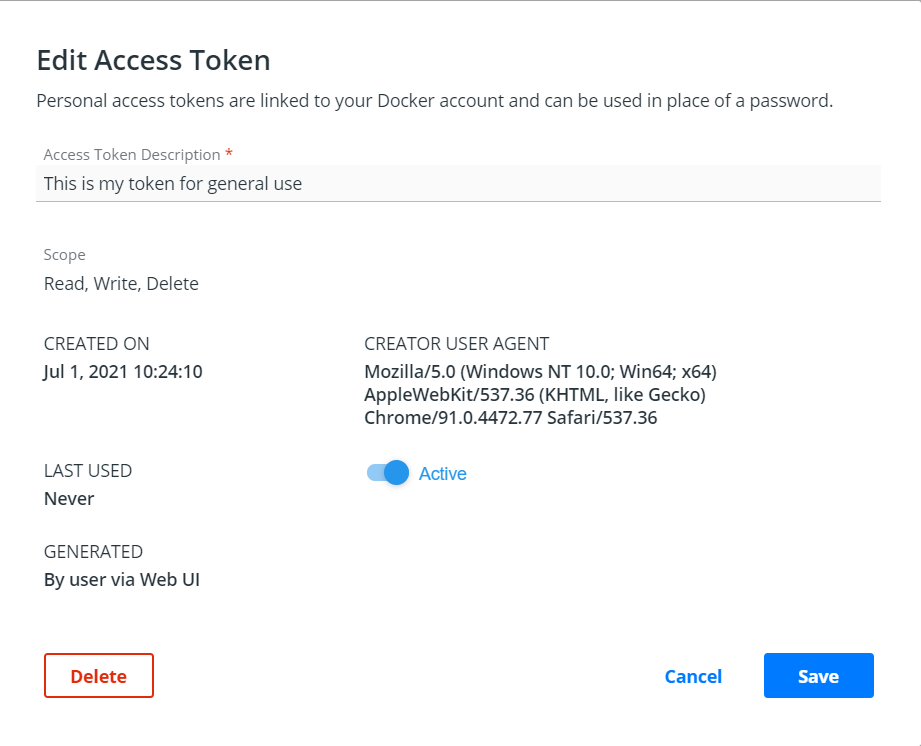 Edit Access Token
Personal access tokens are linked to your Docker account and can be used in place of a password.
Access Token Description *
This is my token for general use
Scope
Read, Write, Delete
CREATED ON
Jul 1, 2021 10:24:10
CREATOR USER AGENT
Mozilla/5.0 (Windows NT 10.0; Win64; x64)
AppleWebKit/537.36 (KHTML, like Gecko)
Chrome/91.0.4472.77 Safari/537.36
LAST USED
Never
Active
GENERATED
By user via Web UI
Delete
Cancel
Save